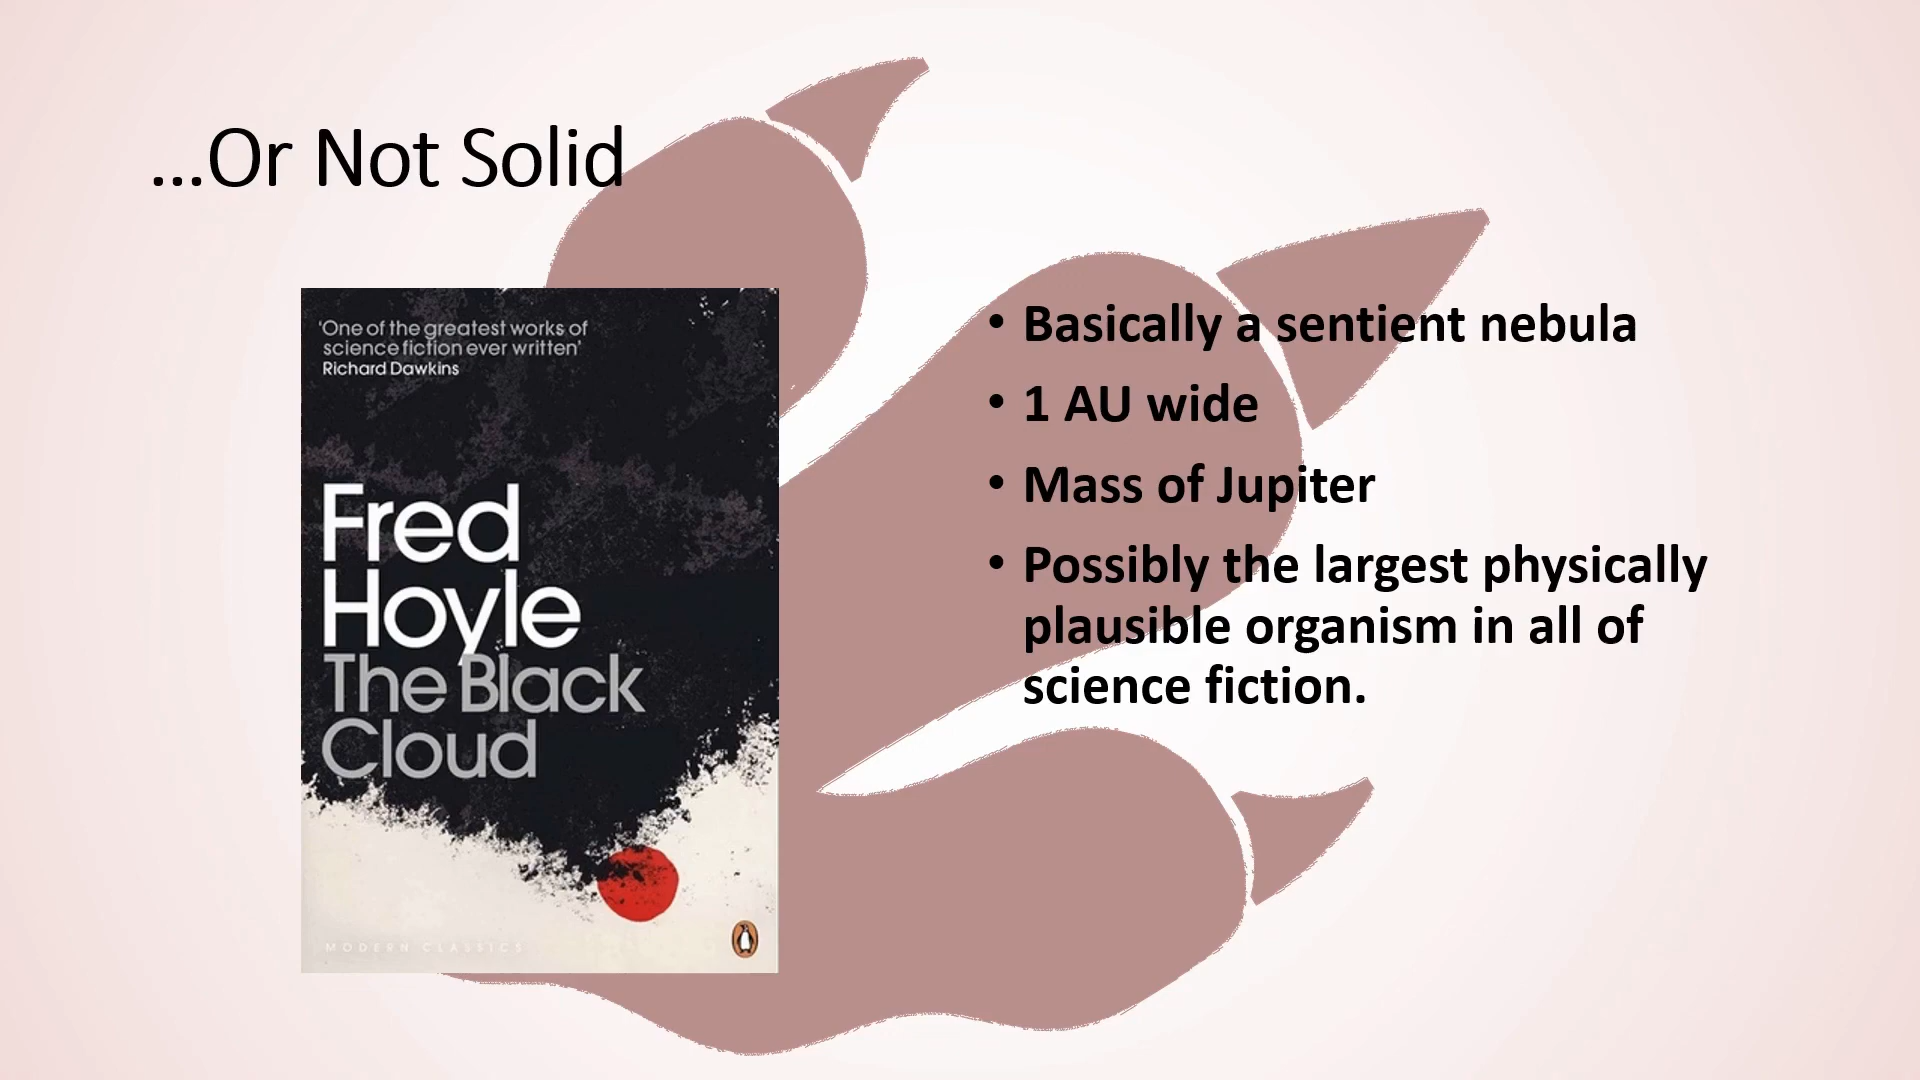 ...Or Not Solid
'One of the greatest works of
science fiction ever written'
Richard Dawkins
Fred
Hoyle
The Black
Cloud
MODERN CLASSICS
• Basically a sentient nebula
• 1 AU wide
• Mass of Jupiter
• Possibly the largest physically
plausible organism in all of
science fiction.